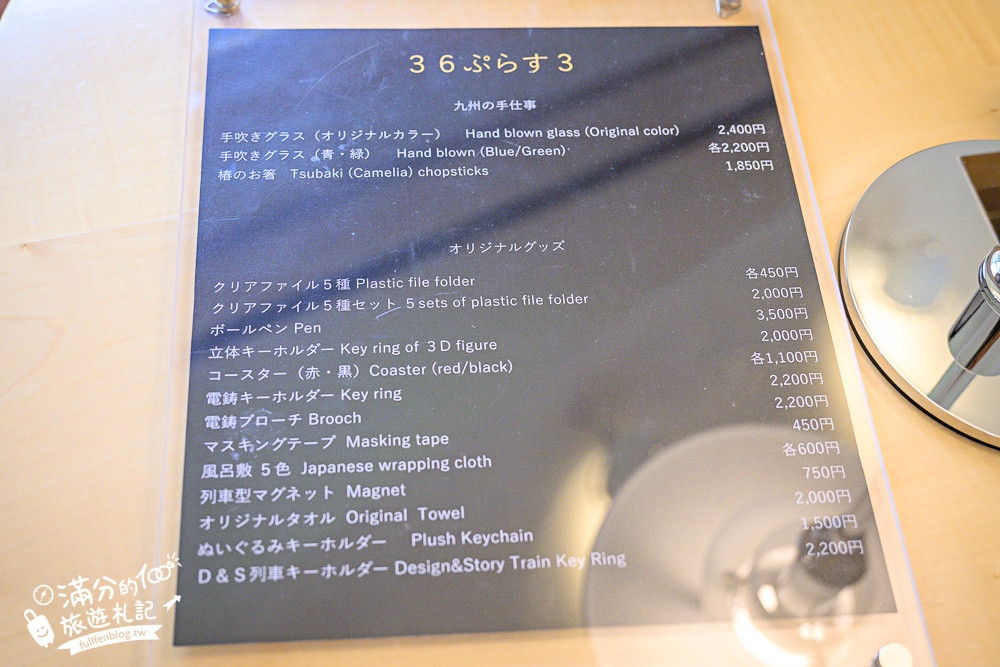 36ぷらす3
九州の手仕事
手吹きグラス（オリジナルカラー） Hand blown glass (Original color) 2,400円
手吹きグラス（青・緑） Hand blown (Blue/Green) 各2,200円
椿のお箸 Tsubaki (Camelia) chopsticks 1,850円
オリジナルグッズ
クリアファイル5種 Plastic file folder 各450円
クリアファイル5種セット 5 sets of plastic file folder 2,000円
ボールペン Pen 3,500円
立体キーホルダー Key ring of 3D figure 2,000円
コースター（赤・黒） Coaster (red/black) 各1,100円
電鋳キーホルダー Key ring 2,200円
電鋳ブローチ Brooch 2,200円
マスキングテープ Masking tape 450円
風呂敷 5色 Japanese wrapping cloth 各600円
列車型マグネット Magnet 750円
オリジナルタオル Original Towel 2,000円
ぬいぐるみキーホルダー Plush Keychain 1,500円
D&S列車キーホルダー Design&Story Train Key Ring 2,200円
滿分的
旅遊札記
fullfenblog.tw